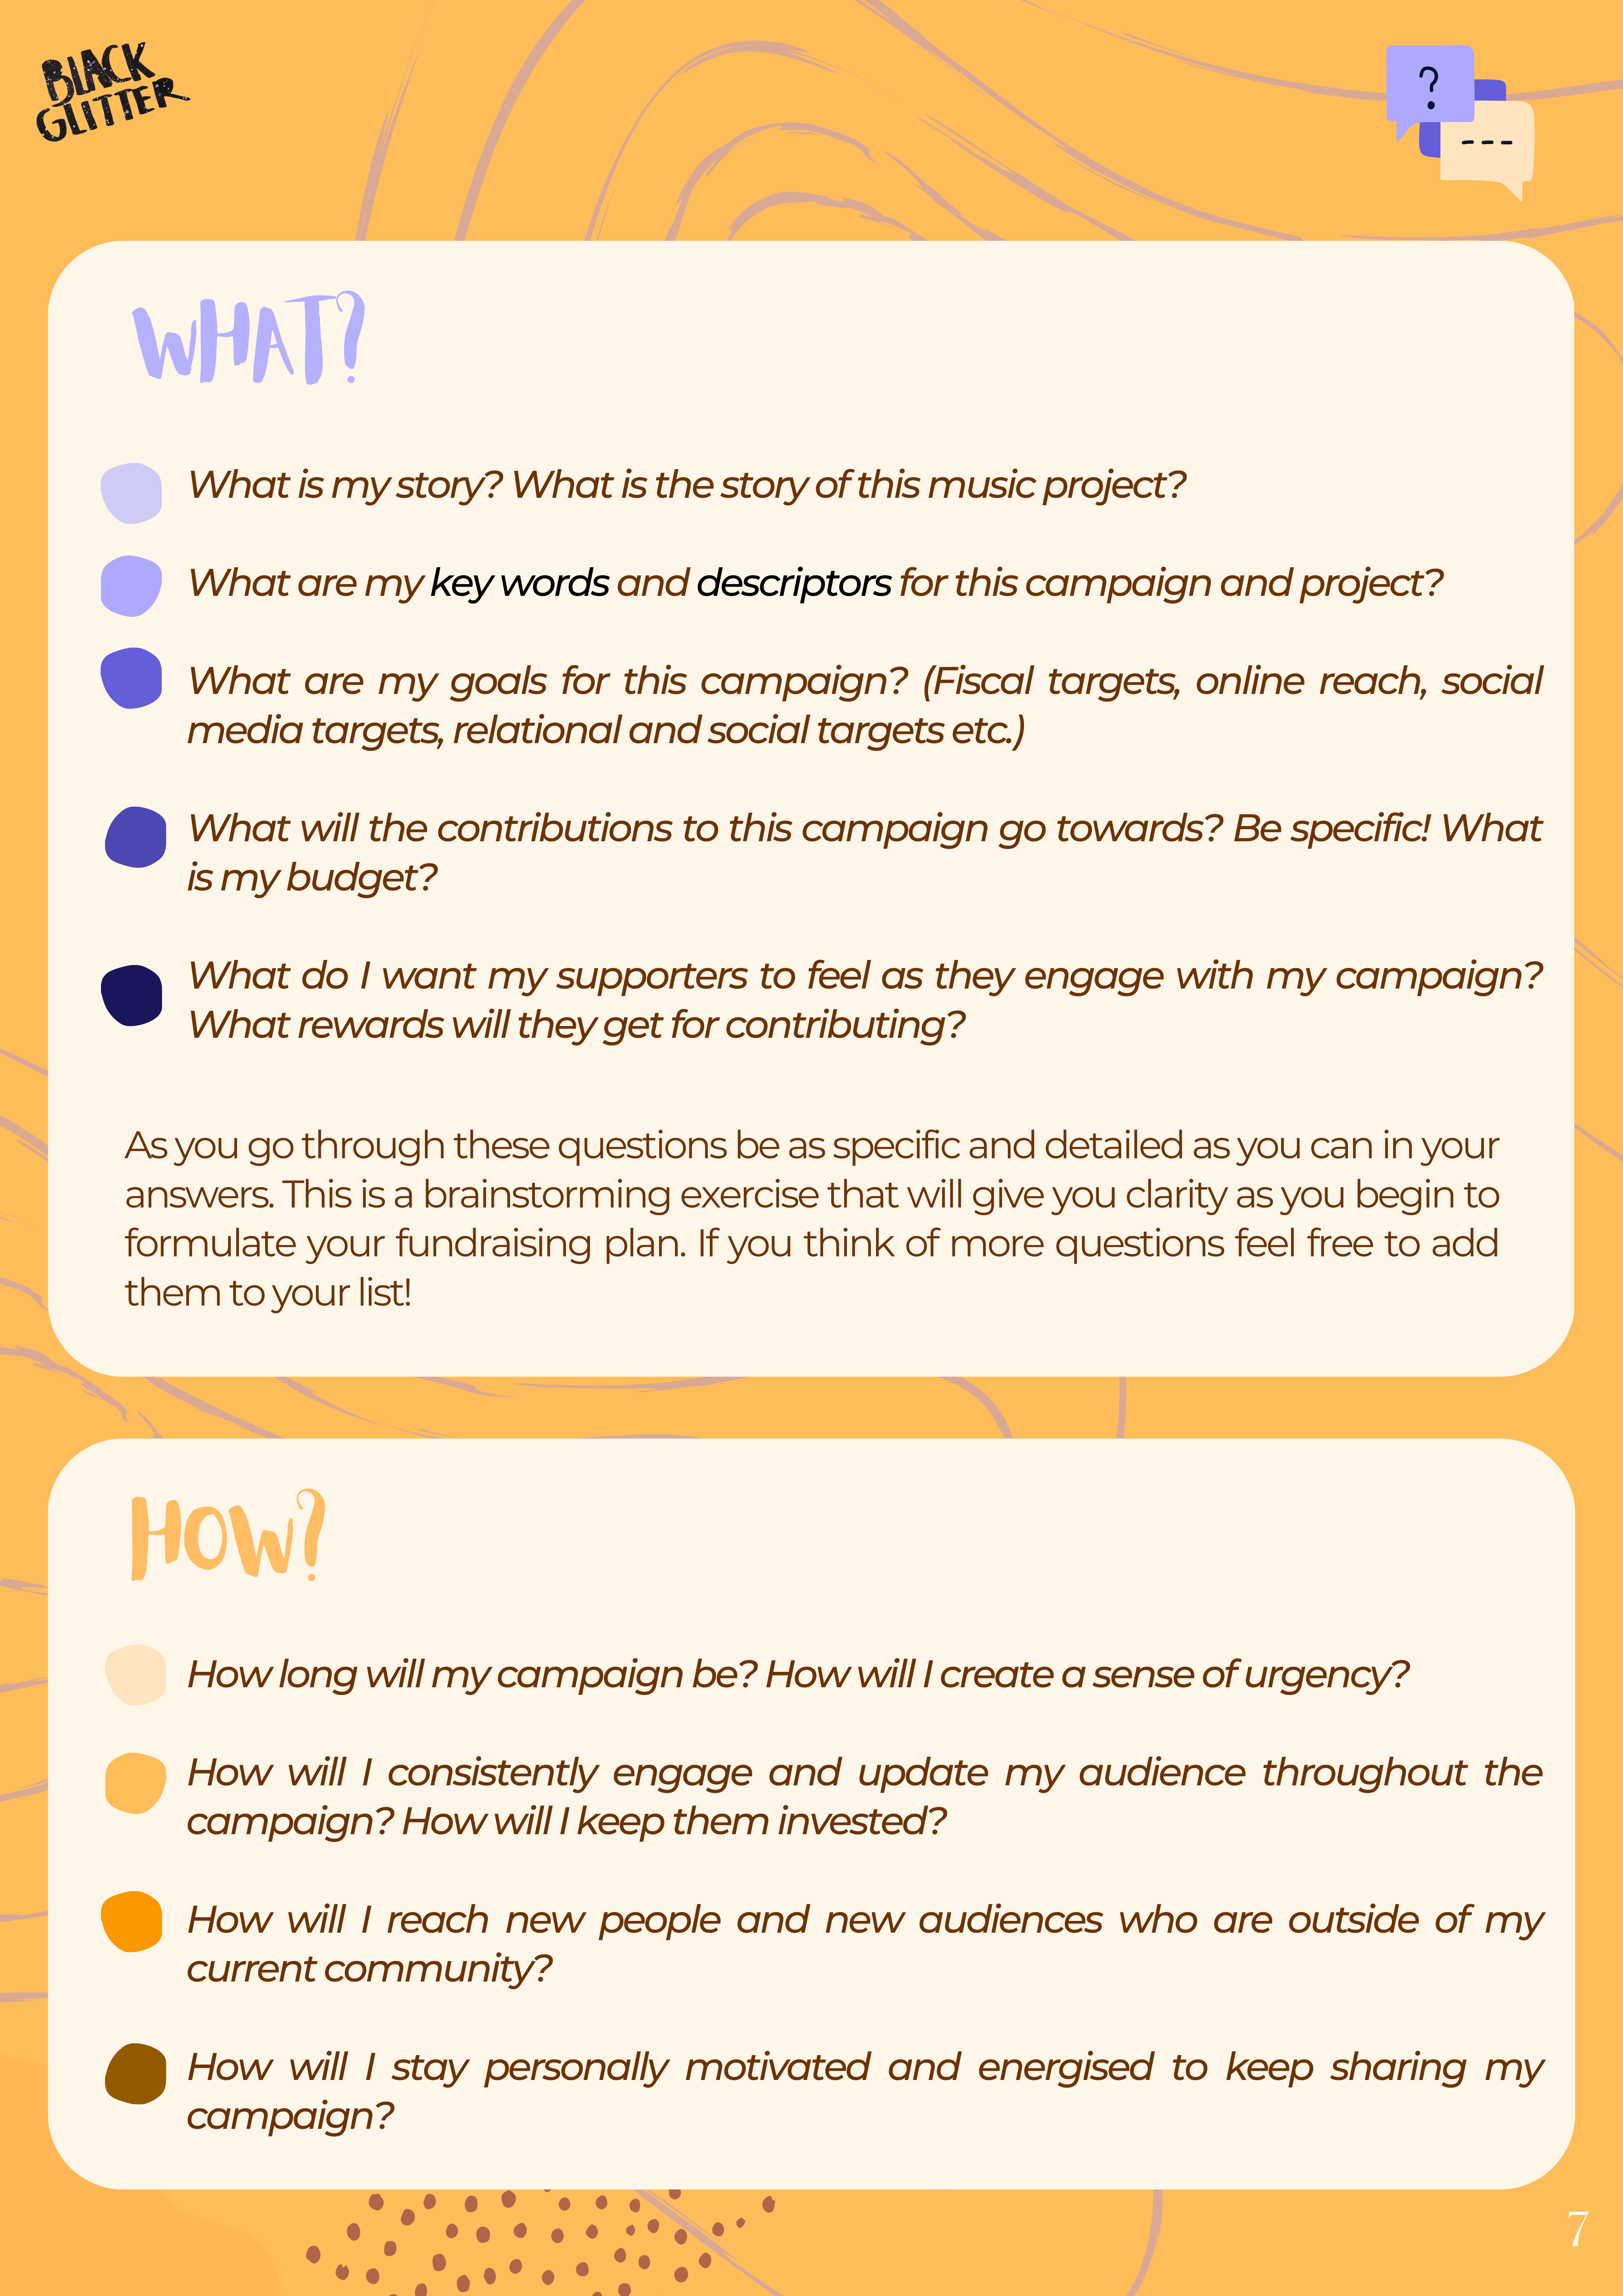 BLACK
GLITTER
?
---
WHAT?
What is my story? What is the story of this music project?
What are my key words and descriptors for this campaign and project?
What are my goals for this campaign? (Fiscal targets, online reach, social
media targets, relational and social targets etc.)
What will the contributions to this campaign go towards? Be specific! What
is my budget?
What do I want my supporters to feel as they engage with my campaign?
What rewards will they get for contributing?
As you go through these questions be as specific and detailed as you can in your
answers. This is a brainstorming exercise that will give you clarity as you begin to
formulate your fundraising plan. If you think of more questions feel free to add
them to your list!
HOW?
How long will my campaign be? How will I create a sense of urgency?
How will I consistently engage and update my audience throughout the
campaign? How will I keep them invested?
How will I reach new people and new audiences who are outside of my
current community?
How will I stay personally motivated and energised to keep sharing my
campaign?
7